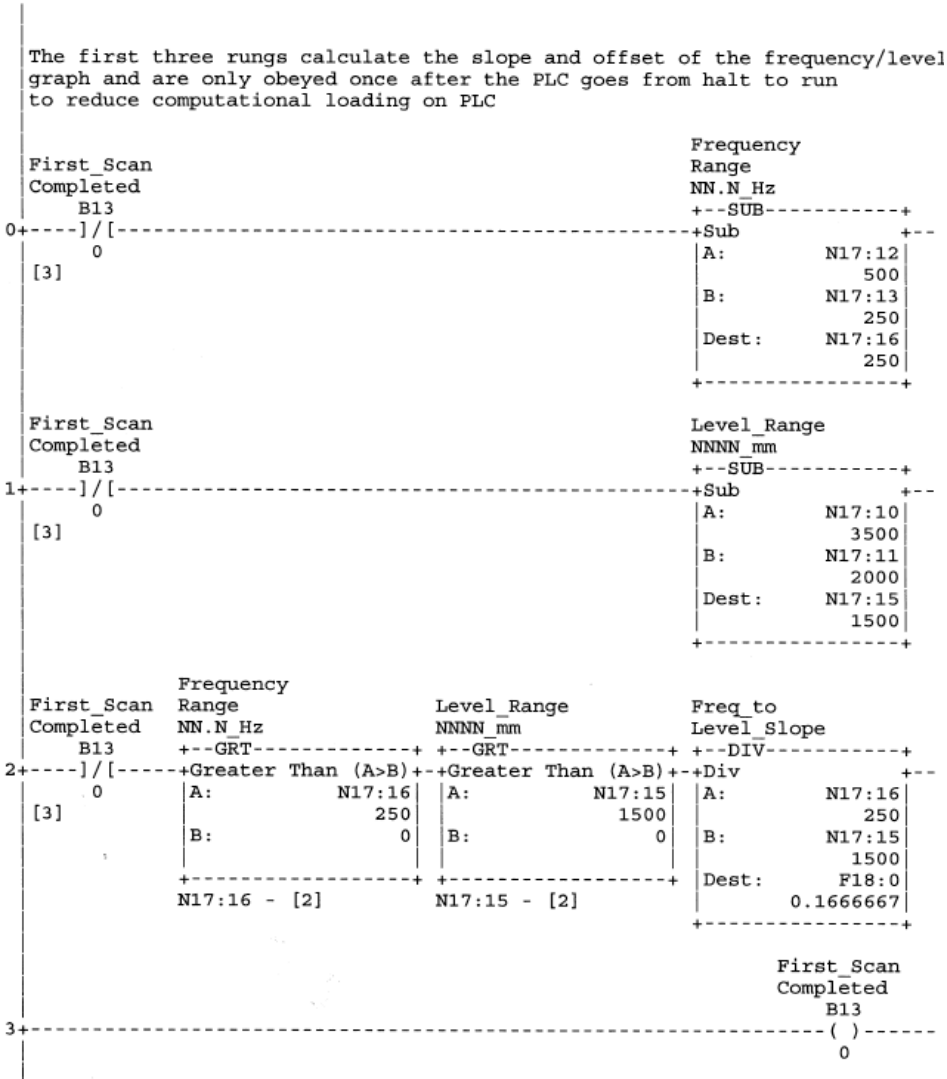 The first three rungs calculate the slope and offset of the frequency/level
graph and are only obeyed once after the PLC goes from halt to run
to reduce computational loading on PLC
Frequency
First_Scan Range
Completed NN.N_Hz
B13 +--SUB-----------+
0+----]/[--------------------------------------------------+Sub +--
0 |A: N17:12|
[3] | 500|
|B: N17:13|
| 250|
|Dest: N17:16|
| 250|
+----------------+
First_Scan Level_Range
Completed NNNN_mm
B13 +--SUB-----------+
1+----]/[--------------------------------------------------+Sub +--
0 |A: N17:10|
[3] | 3500|
|B: N17:11|
| 2000|
|Dest: N17:15|
| 1500|
+----------------+
Frequency
First_Scan Range Level_Range Freq_to
Completed NN.N_Hz NNNN_mm Level_Slope
B13 +--GRT-------------+ +--GRT-------------+ +--DIV-----------+
2+----]/[-----+Greater Than (A>B)+-+Greater Than (A>B)+-+Div +--
0 |A: N17:16| |A: N17:15| |A: N17:16|
[3] | 250| | 1500| | 250|
|B: 0| |B: 0| |B: N17:15|
| | | | | 1500|
+------------------+ +------------------+ |Dest: F18:0|
N17:16 - [2] N17:15 - [2] | 0.1666667|
+----------------+
First_Scan
Completed
B13
3+--------------------------------------------------------------( )------
0